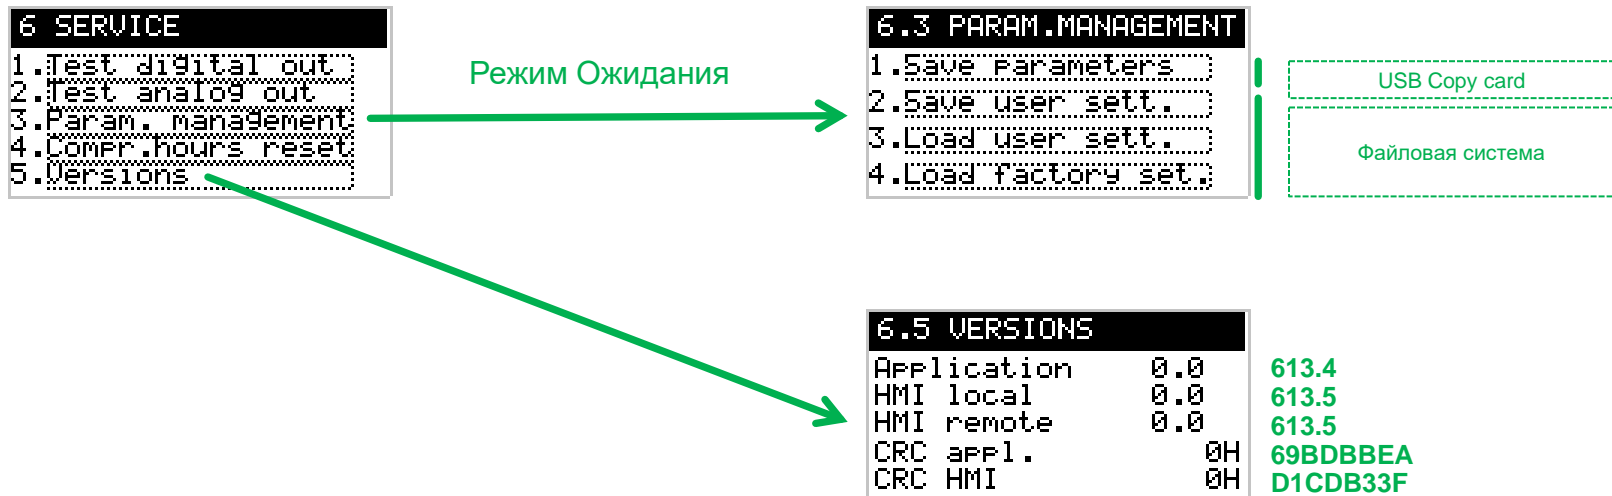 6 SERVICE
1.Test digital out
2.Test analog out
3.Param. management
4.Compr.hours reset
5.Versions
Режим Ожидания
6.3 PARAM.MANAGEMENT
1.Save parameters
2.Save user sett.
3.Load user sett.
4.Load factory set.
USB Copy card
Файловая система
6.5 VERSIONS
Application 0.0 613.4
HMI local 0.0 613.5
HMI remote 0.0 613.5
CRC appl. 0H 69BDBBEA
CRC HMI 0H D1CDB33F